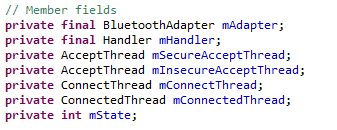 // Member fields
private final BluetoothAdapter mAdapter;
private final Handler mHandler;
private AcceptThread mSecureAcceptThread;
private AcceptThread mInsecureAcceptThread;
private ConnectThread mConnectThread;
private ConnectedThread mConnectedThread;
private int mState;